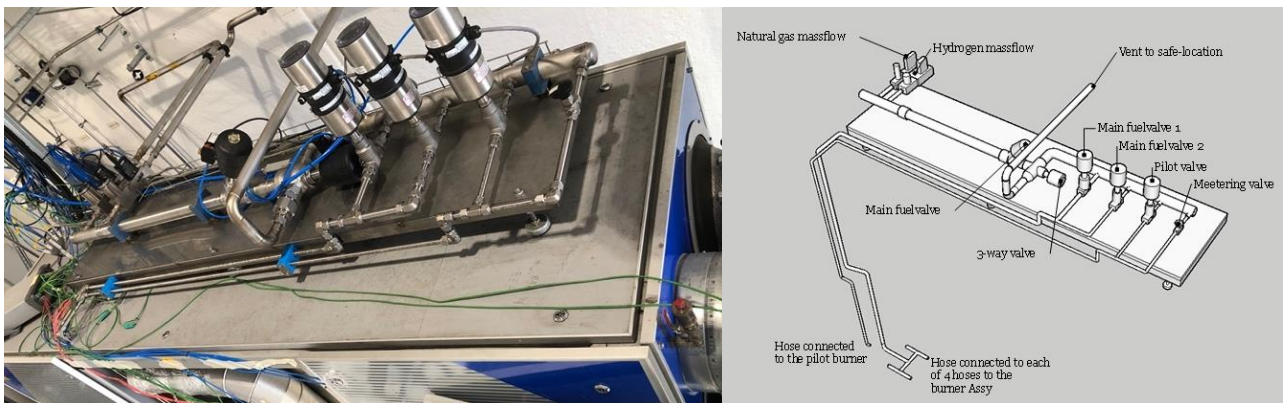 Natural gas massflow
Hydrogen massflow
Vent to safe-location
Main fuelvalve 1
Main fuelvalve 2
Pilot valve
Meetering valve
Main fuelvalve
3-way valve
Hose connected
to the pilot burner
Hose connected to each
of 4 hoses to the
burner Assy